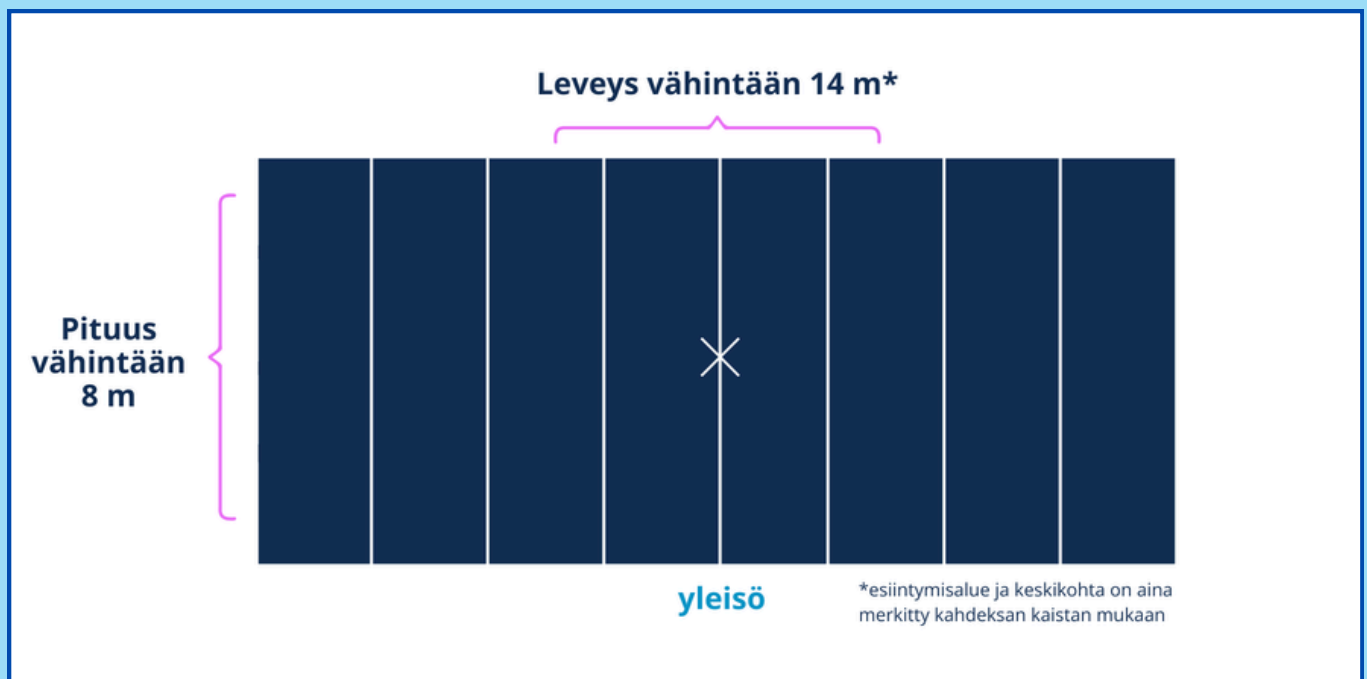 Leveys vähintään 14 m*
Pituus
vähintään
8 m
yleisö
*esiintymisalue ja keskikohta on aina
merkitty kahdeksan kaistan mukaan